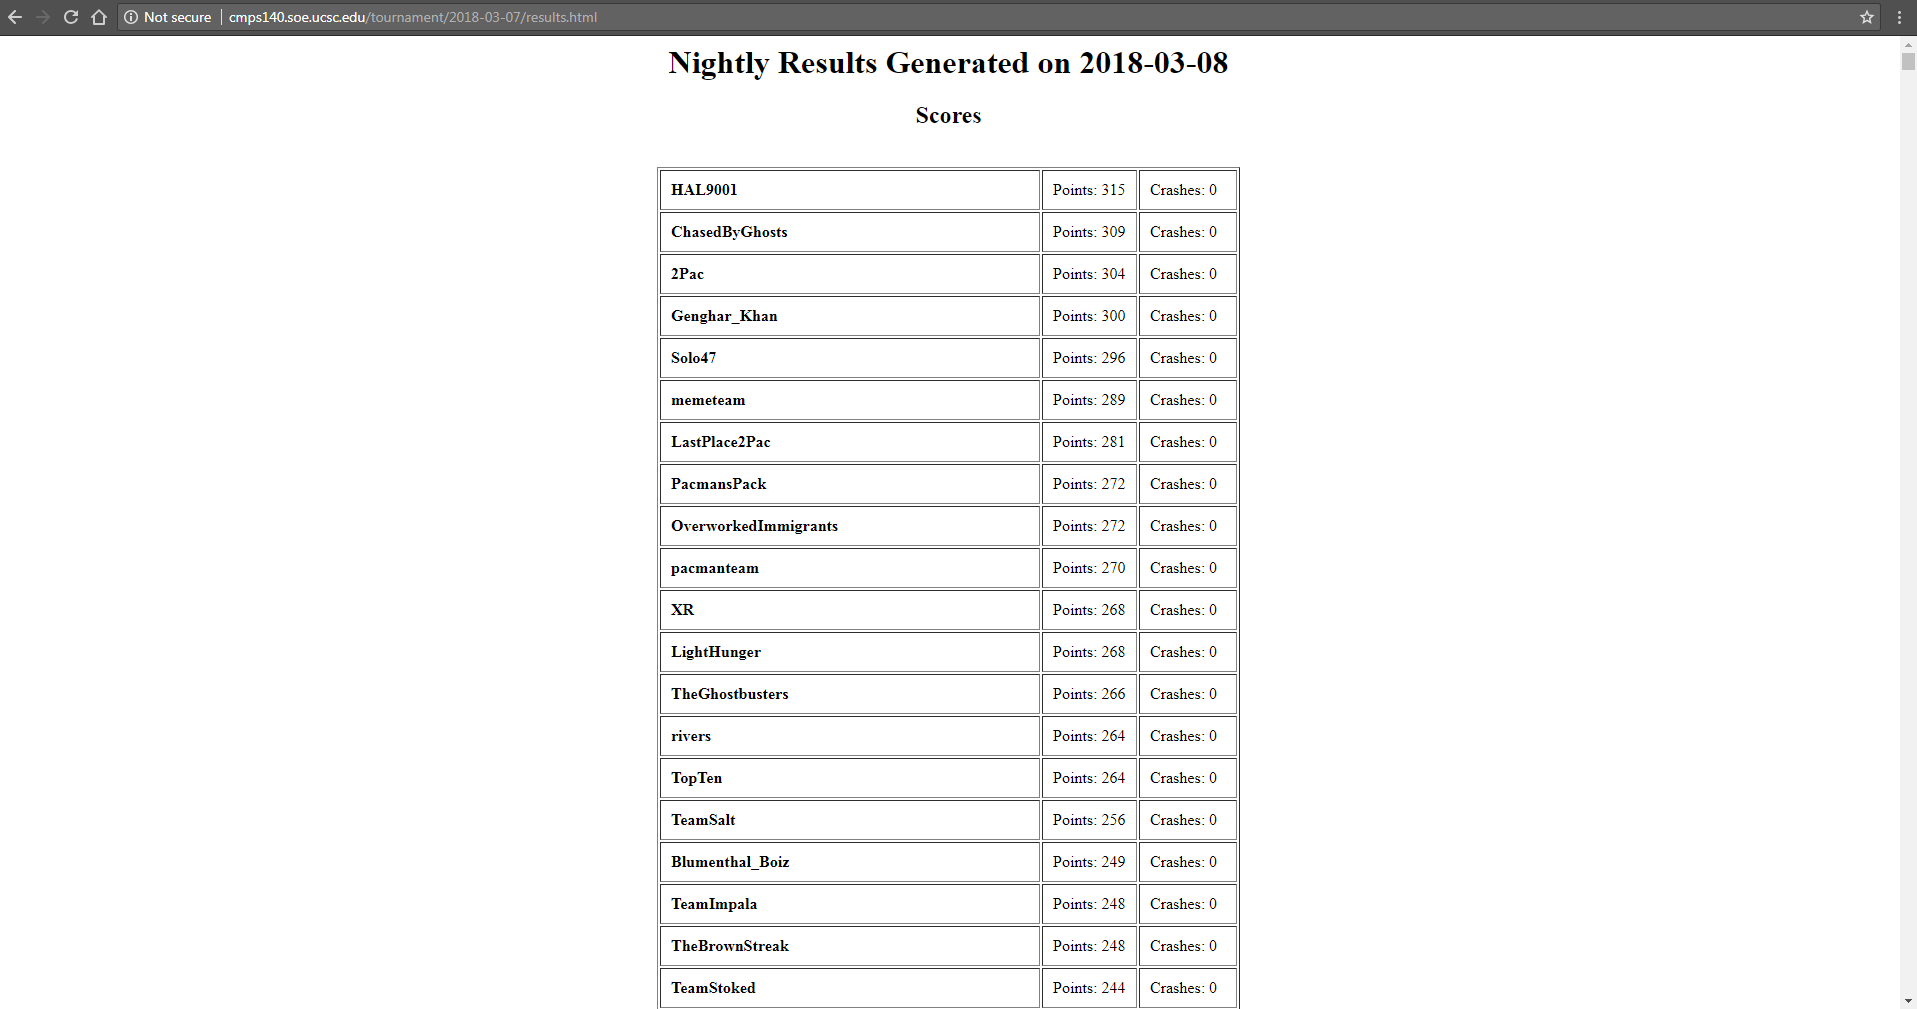 Not secure | cmps140.soe.ucsc.edu/tournament/2018-03-07/results.html
Nightly Results Generated on 2018-03-08
Scores
HAL9001 Points: 315 Crashes: 0
ChasedByGhosts Points: 309 Crashes: 0
2Pac Points: 304 Crashes: 0
Genghar_Khan Points: 300 Crashes: 0
Solo47 Points: 296 Crashes: 0
memeteam Points: 289 Crashes: 0
LastPlace2Pac Points: 281 Crashes: 0
PacmansPack Points: 272 Crashes: 0
OverworkedImmigrants Points: 272 Crashes: 0
pacmanteam Points: 270 Crashes: 0
XR Points: 268 Crashes: 0
LightHunger Points: 268 Crashes: 0
TheGhostbusters Points: 266 Crashes: 0
rivers Points: 264 Crashes: 0
TopTen Points: 264 Crashes: 0
TeamSalt Points: 256 Crashes: 0
Blumenthal_Boiz Points: 249 Crashes: 0
TeamImpala Points: 248 Crashes: 0
TheBrownStreak Points: 248 Crashes: 0
TeamStoked Points: 244 Crashes: 0